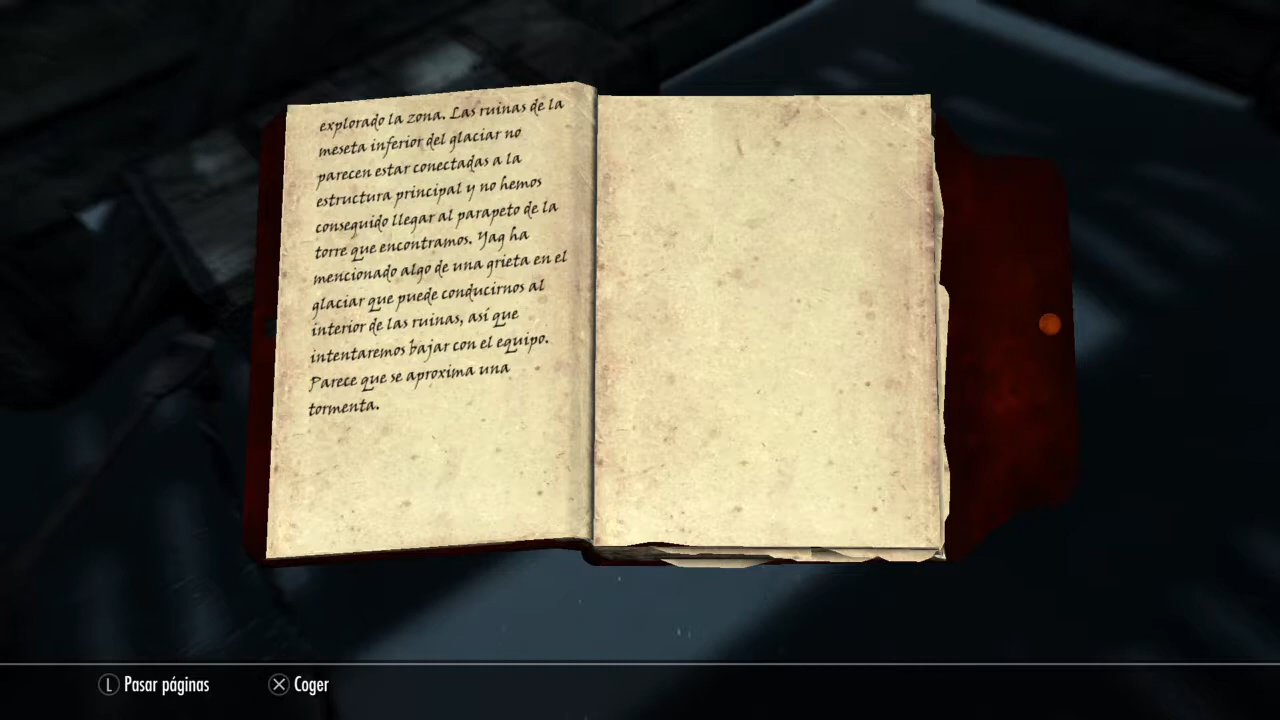 explorado la zona. Las ruinas de la
meseta inferior del glaciar no
parecen estar conectadas a la
estructura principal y no hemos
conseguido llegar al parapeto de la
torre que encontramos. Yag ha
mencionado algo de una grieta en el
glaciar que puede conducirnos al
interior de las ruinas, así que
intentaremos bajar con el equipo.
Parece que se aproxima una
tormenta.
L Pasar páginas
X Coger